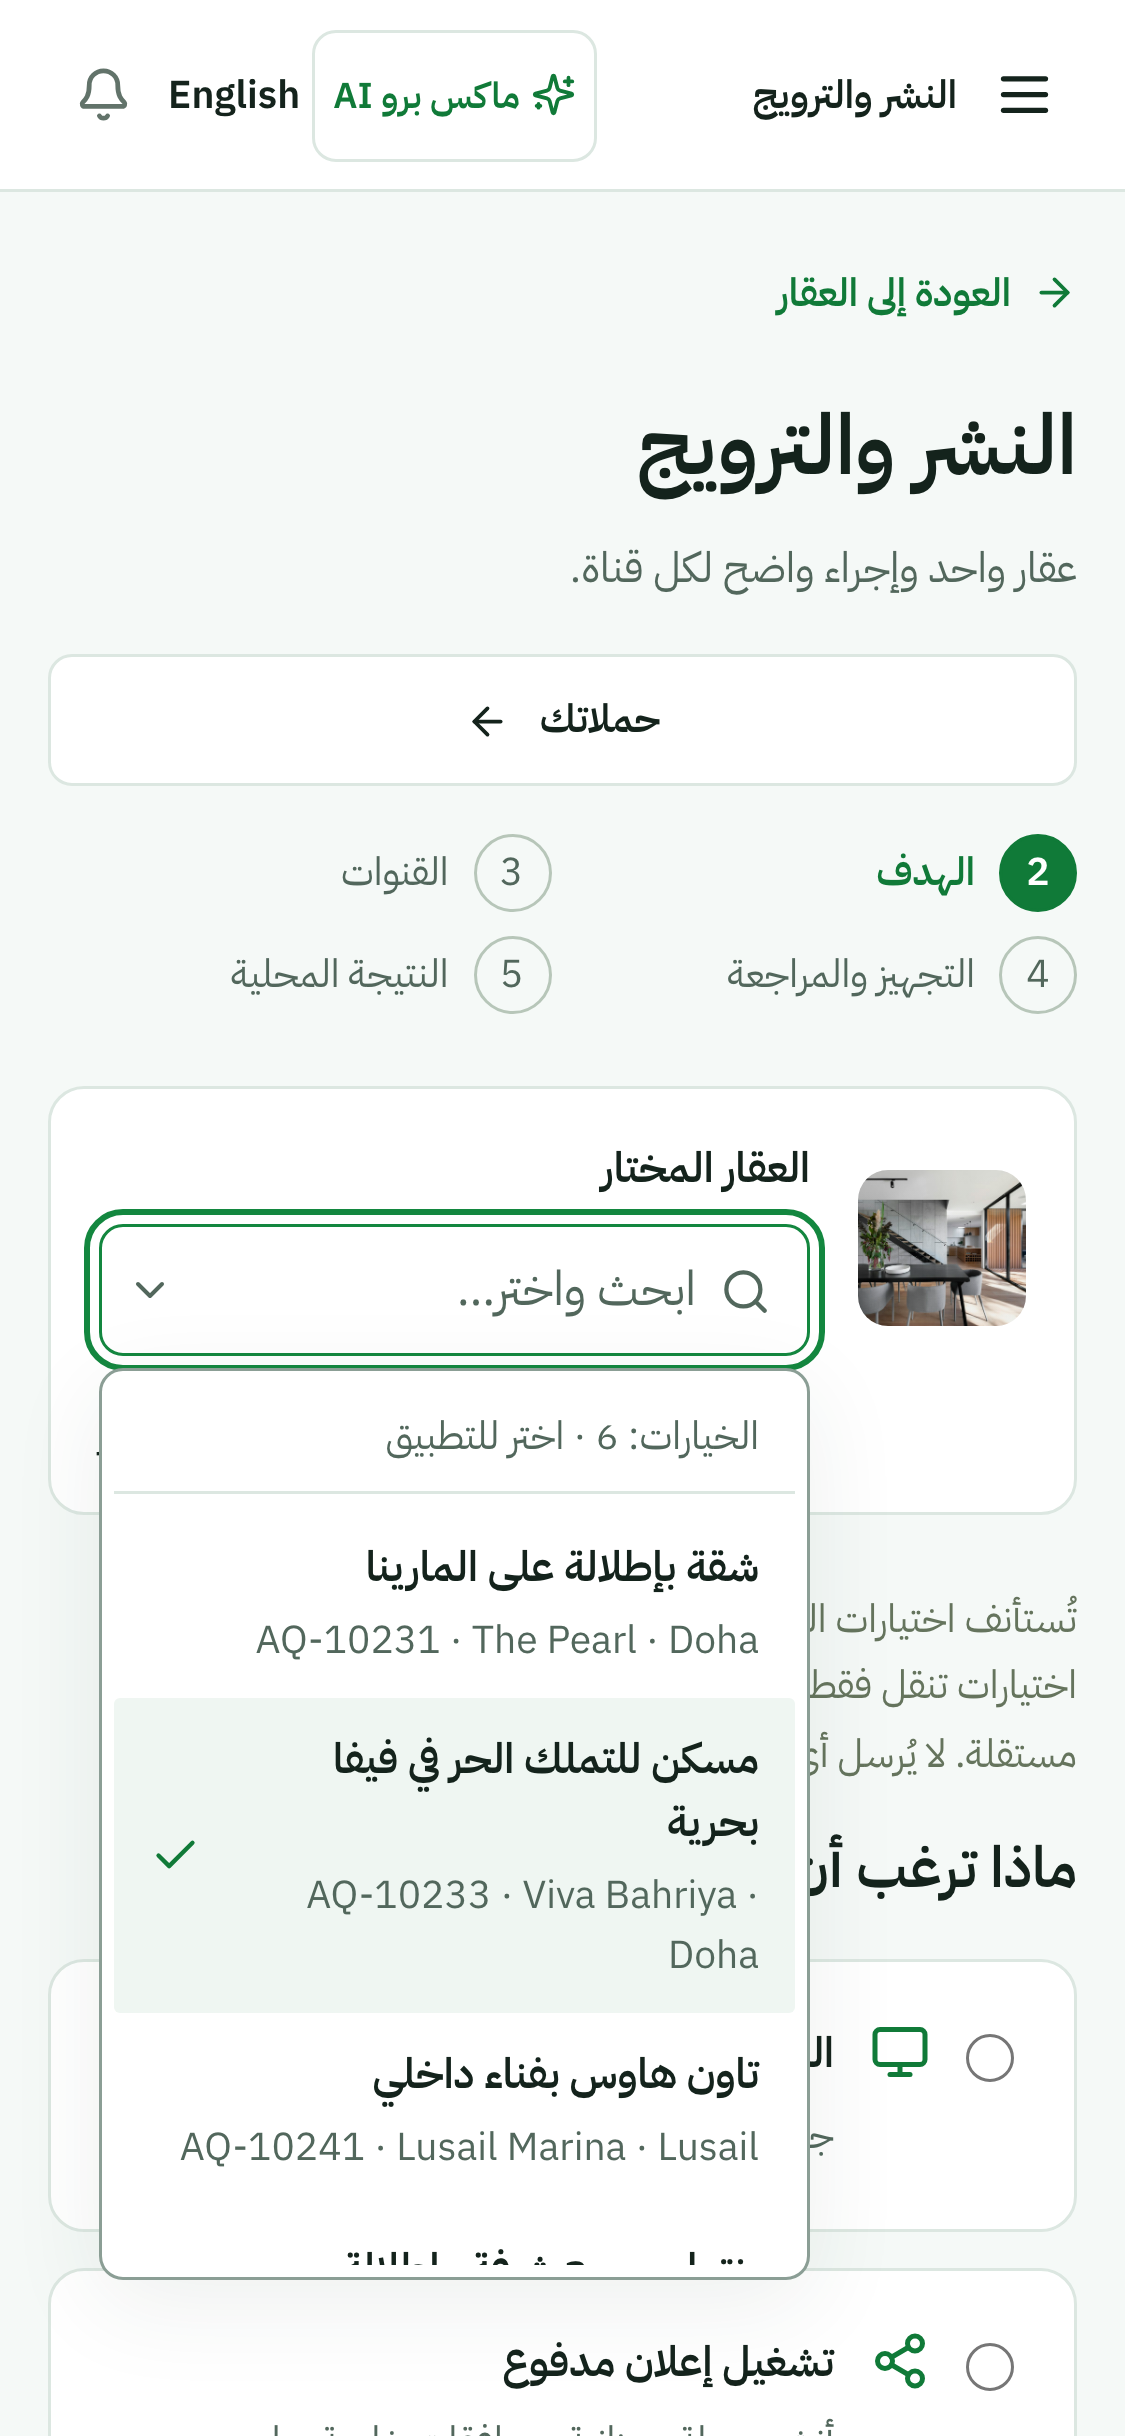 النشر والترويج
ماكس برو AI
English
العودة إلى العقار
النشر والترويج
عقار واحد وإجراء واضح لكل قناة.
حملاتك
2 الهدف
3 القنوات
4 التجهيز والمراجعة
5 النتيجة المحلية
العقار المختار
ابحث واختر...
الخيارات: 6 · اختر للتطبيق
شقة بإطلالة على المارينا
AQ-10231 · The Pearl · Doha
مسكن للتملك الحر في فيفا
بحرية
AQ-10233 · Viva Bahriya ·
Doha
تاون هاوس بفناء داخلي
AQ-10241 · Lusail Marina · Lusail
تُستأنف اختيارات
اختيارات تنقل فقط
مستقلة. لا يُرسل أي
ماذا ترغب أن
تشغيل إعلان مدفوع